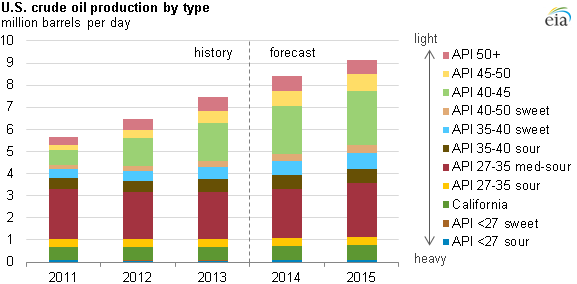 U.S. crude oil production by type
million barrels per day
eia
10
9
8
7
6
5
4
3
2
1
0
history
forecast
2011
2012
2013
2014
2015
light
API 50+
API 45-50
API 40-45
API 40-50 sweet
API 35-40 sweet
API 35-40 sour
API 27-35 med-sour
API 27-35 sour
California
API <27 sweet
API <27 sour
heavy